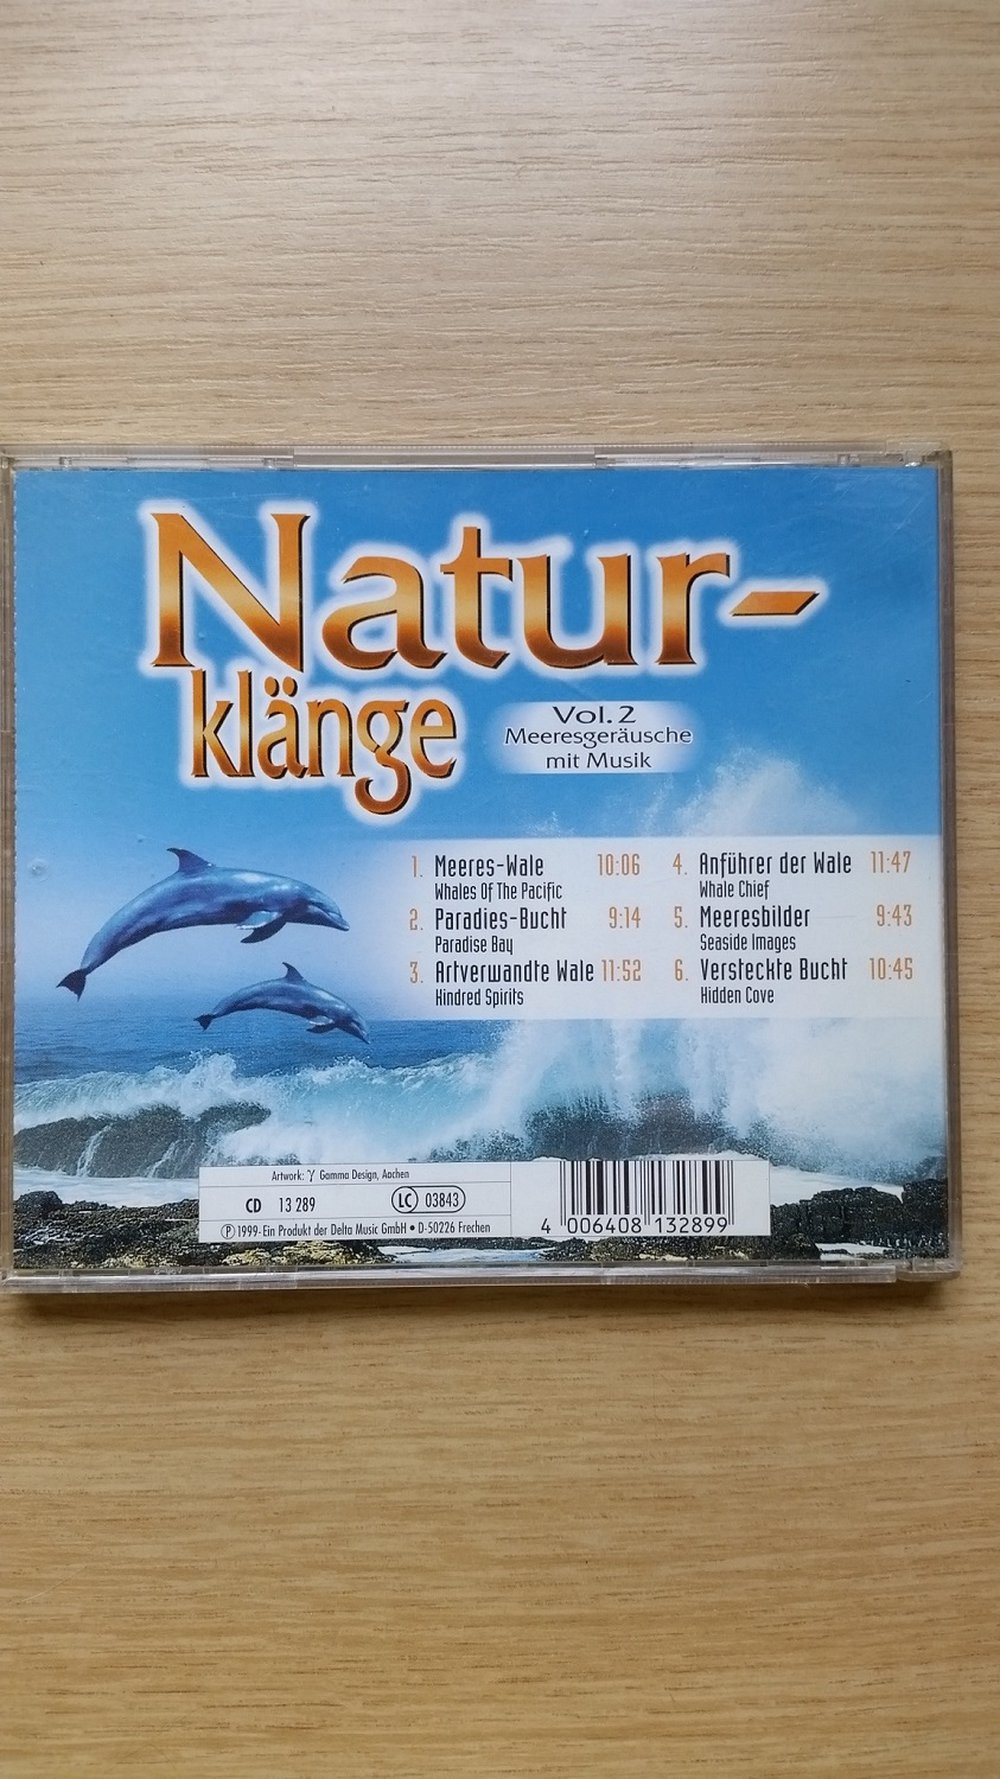 Natur-
klänge
Vol.2
Meeresgeräusche
mit Musik
1. Meeres-Wale 10:06
Whales Of The Pacific
2. Paradies-Bucht 9:14
Paradise Bay
3. Artverwandte Wale 11:52
Kindred Spirits
4. Anführer der Wale 11:47
Whale Chief
5. Meeresbilder 9:43
Seaside Images
6. Versteckte Bucht 10:45
Hidden Cove
Artwork: γ Gamma Design, Aachen
CD 13 289 LC 03843
Ⓟ 1999-Ein Produkt der Delta Music GmbH • D-50226 Frechen
4 006408 132899